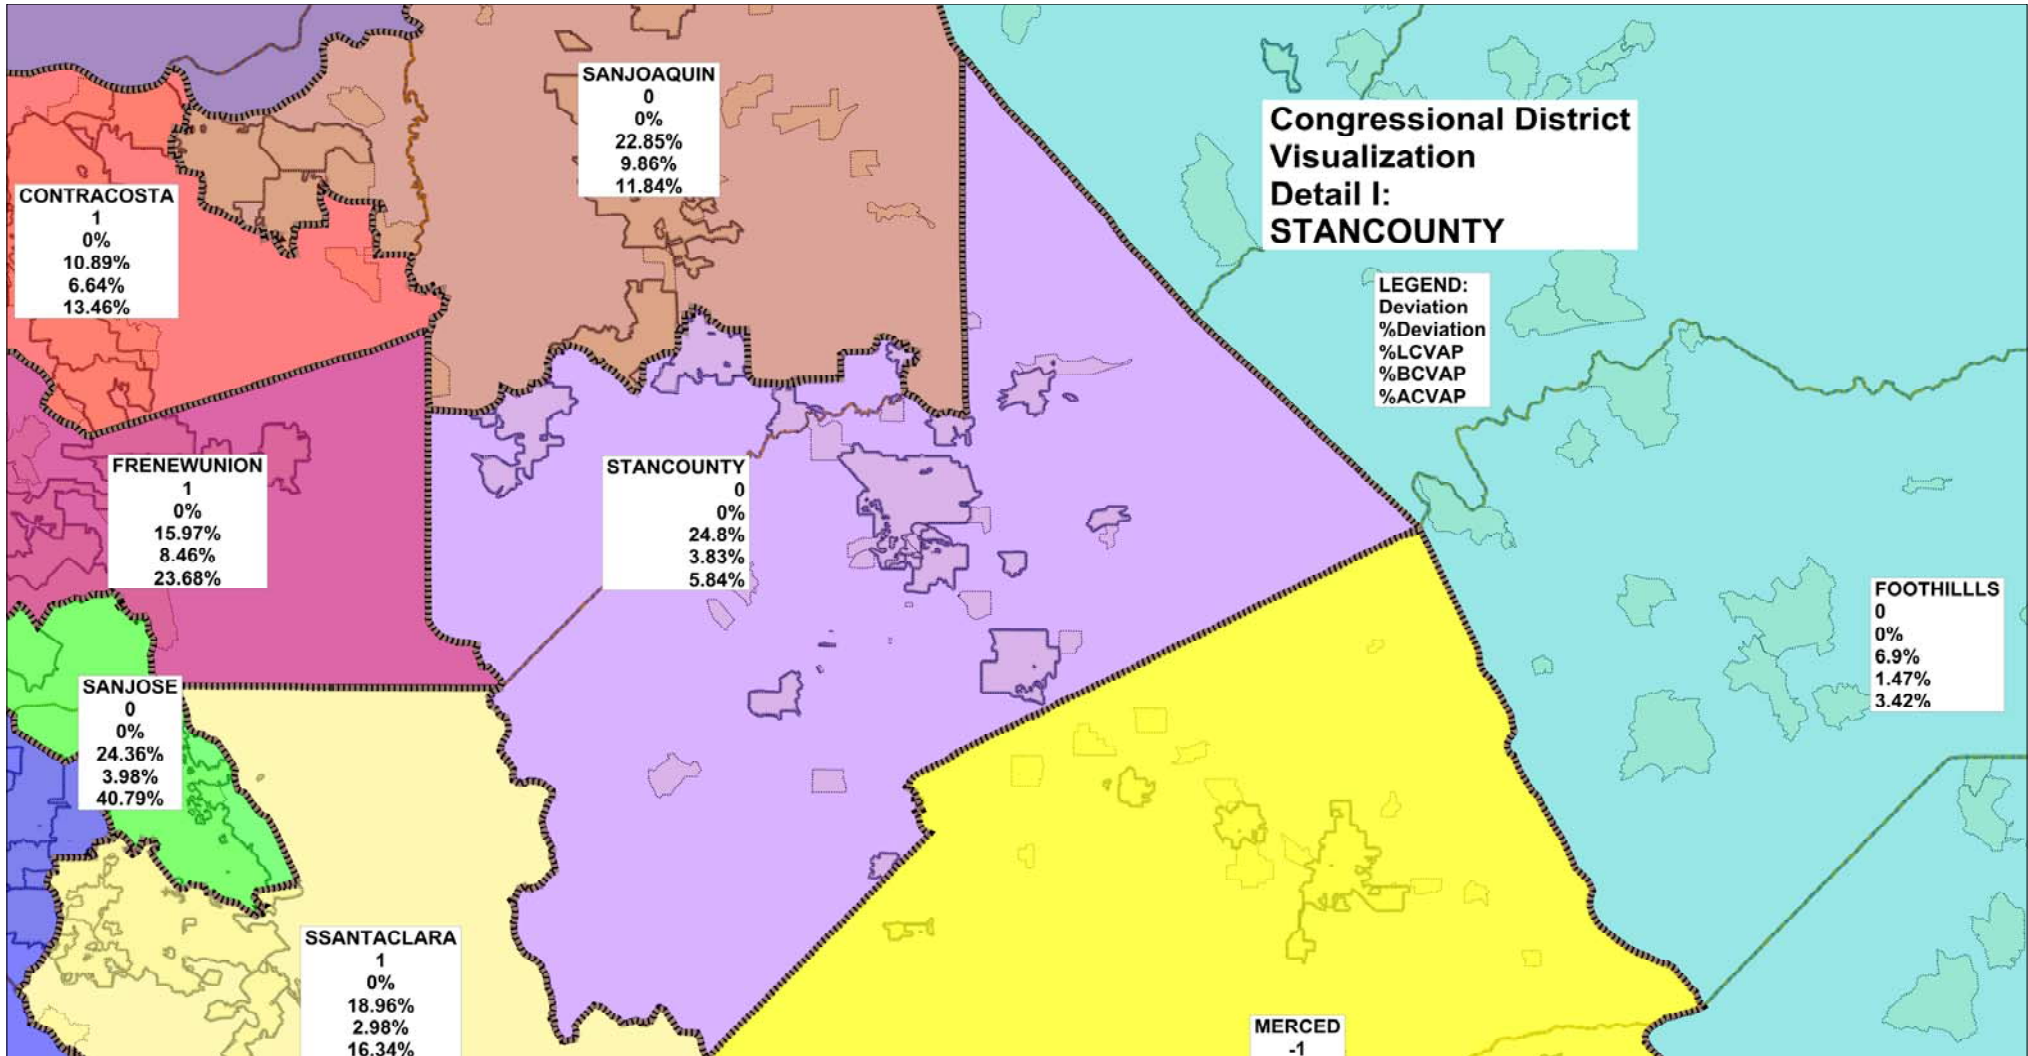 SANJOAQUIN
0
0%
22.85%
9.86%
11.84%
Congressional District
Visualization
Detail I:
STANCOUNTY
CONTRACOSTA
1
0%
10.89%
6.64%
13.46%
LEGEND:
Deviation
%Deviation
%LCVAP
%BCVAP
%ACVAP
FRENEWUNION
1
0%
15.97%
8.46%
23.68%
STANCOUNTY
0
0%
24.8%
3.83%
5.84%
FOOTHILLLS
0
0%
6.9%
1.47%
3.42%
SANJOSE
0
0%
24.36%
3.98%
40.79%
SSANTACLARA
1
0%
18.96%
2.98%
16.34%
MERCED
-1